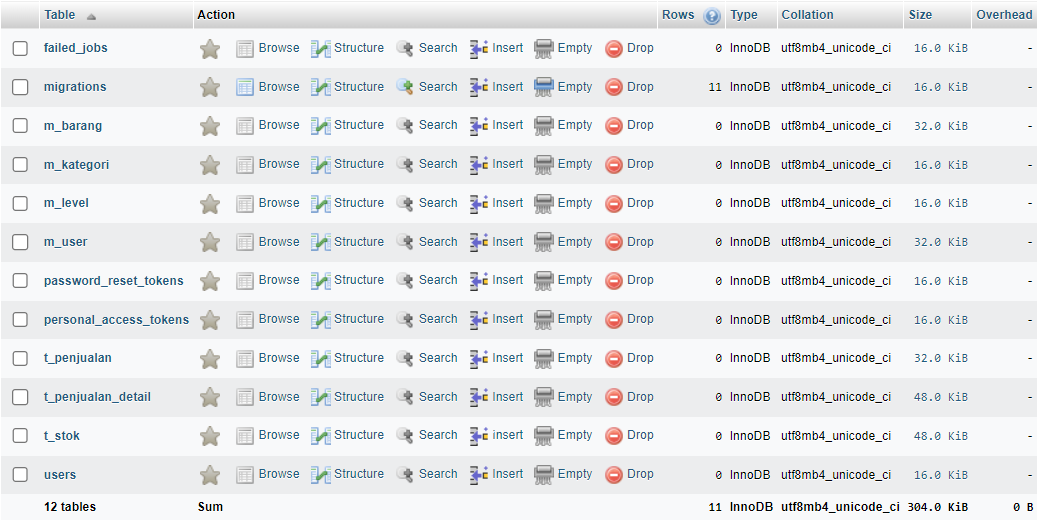 Table Action Rows Type Collation Size Overhead
failed_jobs Browse Structure Search Insert Empty Drop 0 InnoDB utf8mb4_unicode_ci 16.0 KiB -
migrations Browse Structure Search Insert Empty Drop 11 InnoDB utf8mb4_unicode_ci 16.0 KiB -
m_barang Browse Structure Search Insert Empty Drop 0 InnoDB utf8mb4_unicode_ci 32.0 KiB -
m_kategori Browse Structure Search Insert Empty Drop 0 InnoDB utf8mb4_unicode_ci 16.0 KiB -
m_level Browse Structure Search Insert Empty Drop 0 InnoDB utf8mb4_unicode_ci 16.0 KiB -
m_user Browse Structure Search Insert Empty Drop 0 InnoDB utf8mb4_unicode_ci 32.0 KiB -
password_reset_tokens Browse Structure Search Insert Empty Drop 0 InnoDB utf8mb4_unicode_ci 16.0 KiB -
personal_access_tokens Browse Structure Search Insert Empty Drop 0 InnoDB utf8mb4_unicode_ci 16.0 KiB -
t_penjualan Browse Structure Search Insert Empty Drop 0 InnoDB utf8mb4_unicode_ci 32.0 KiB -
t_penjualan_detail Browse Structure Search Insert Empty Drop 0 InnoDB utf8mb4_unicode_ci 48.0 KiB -
t_stok Browse Structure Search insert Empty Drop 0 InnoDB utf8mb4_unicode_ci 48.0 KiB -
users Browse Structure Search Insert Empty Drop 0 InnoDB utf8mb4_unicode_ci 16.0 KiB -
12 tables Sum 11 InnoDB utf8mb4_unicode_ci 304.0 KiB 0 B